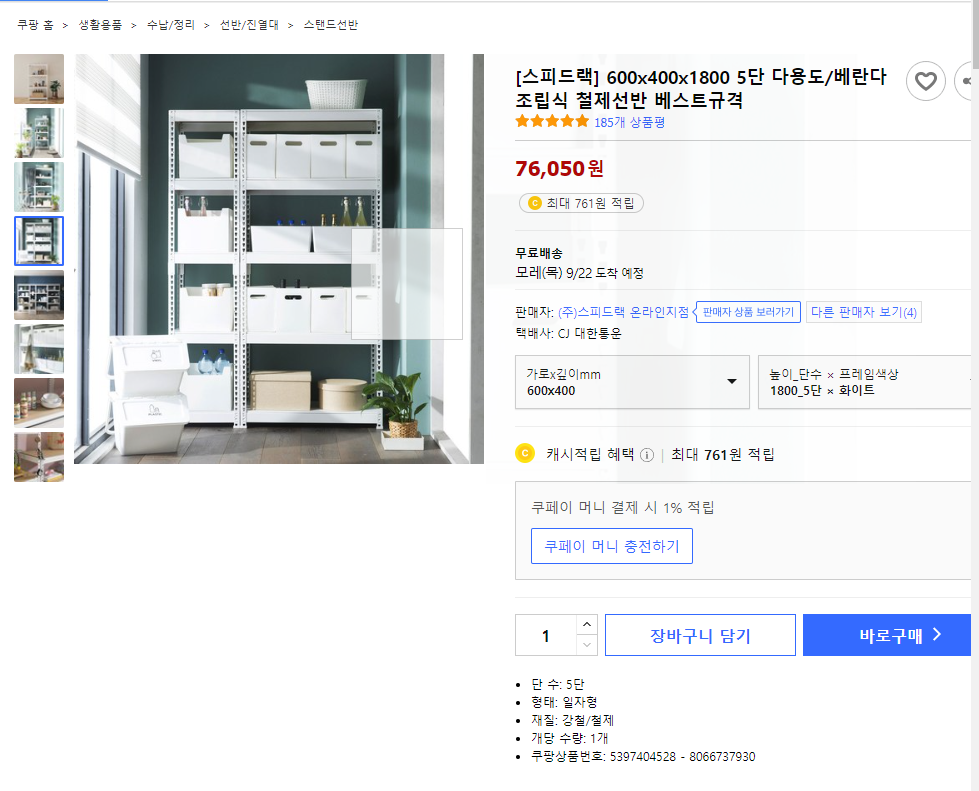 쿠팡 홈 > 생활용품 > 수납/정리 > 선반/진열대 > 스탠드선반
[스피드랙] 600x400x1800 5단 다용도/베란다
조립식 철제선반 베스트규격
185개 상품평
76,050원
C 최대 761원 적립
무료배송
모레(목) 9/22 도착 예정
판매자: (주)스피드랙 온라인지점 판매자 상품 보러가기 다른 판매자 보기(4)
택배사: CJ 대한통운
가로x깊이mm
600x400
높이_단수 × 프레임색상
1800_5단 × 화이트
C 캐시적립 혜택 i | 최대 761원 적립
쿠페이 머니 결제 시 1% 적립
쿠페이 머니 충전하기
1 장바구니 담기 바로구매 >
• 단 수: 5단
• 형태: 일자형
• 재질: 강철/철제
• 개당 수량: 1개
• 쿠팡상품번호: 5397404528 - 8066737930